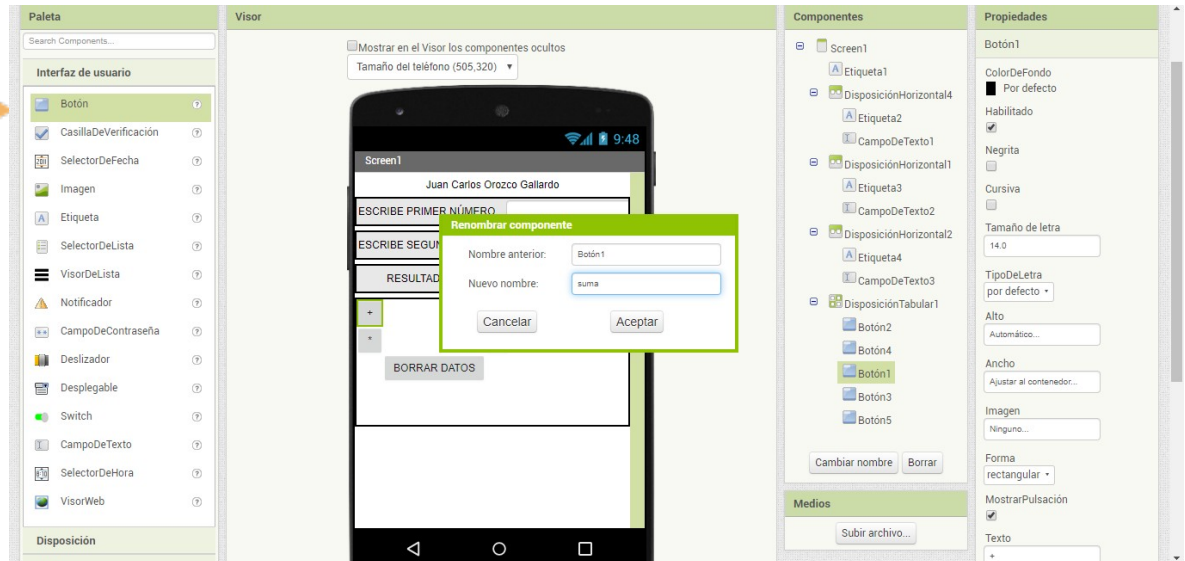 Paleta
Search Components...
Interfaz de usuario
Botón
CasillaDeVerificación
SelectorDeFecha
Imagen
Etiqueta
SelectorDeLista
VisorDeLista
Notificador
CampoDeContraseña
Deslizador
Desplegable
Switch
CampoDeTexto
SelectorDeHora
VisorWeb
Disposición
Visor
Mostrar en el Visor los componentes ocultos
Tamaño del teléfono (505,320)
9:48
Screen1
Juan Carlos Orozco Gallardo
ESCRIBE PRIMER NÚMERO
ESCRIBE SEGU
RESULTAD
+
*
BORRAR DATOS
Renombrar componente
Nombre anterior: Botón1
Nuevo nombre: suma
Cancelar Aceptar
Componentes
Screen1
Etiqueta1
DisposiciónHorizontal4
Etiqueta2
CampoDeTexto1
DisposiciónHorizontal1
Etiqueta3
CampoDeTexto2
DisposiciónHorizontal2
Etiqueta4
CampoDeTexto3
DisposiciónTabular1
Botón2
Botón4
Botón1
Botón3
Botón5
Cambiar nombre Borrar
Medios
Subir archivo...
Propiedades
Botón1
ColorDeFondo
Por defecto
Habilitado
Negrita
Cursiva
Tamaño de letra
14.0
TipoDeLetra
por defecto
Alto
Automático...
Ancho
Ajustar al contenedor...
Imagen
Ninguno...
Forma
rectangular
MostrarPulsación
Texto
+